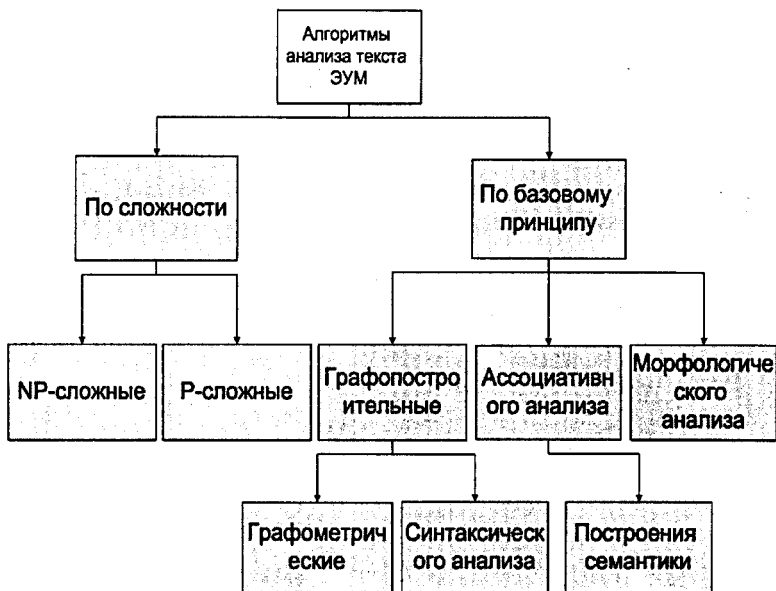 Алгоритмы
анализа текста
ЭУМ
По сложности
По базовому
принципу
NP-сложные
P-сложные
Графопостро
ительные
Ассоциативн
ого анализа
Морфологиче
ского
анализа
Графометрич
еские
Синтаксическ
ого анализа
Построения
семантики